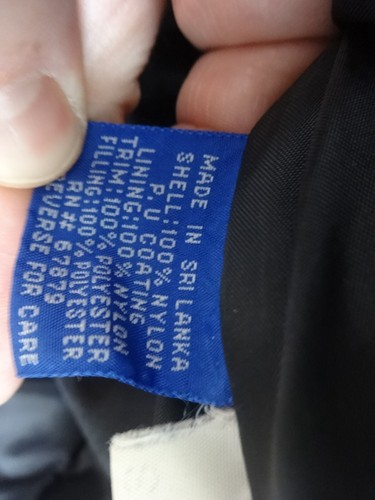 MADE IN SRI LANKA
SHELL:100% NYLON
P.U COATING
LINING:100% NYLON
TRIM:100% POLYESTER
FILING:100% POLYESTER
RN# 67879
REVERSE FOR CARE